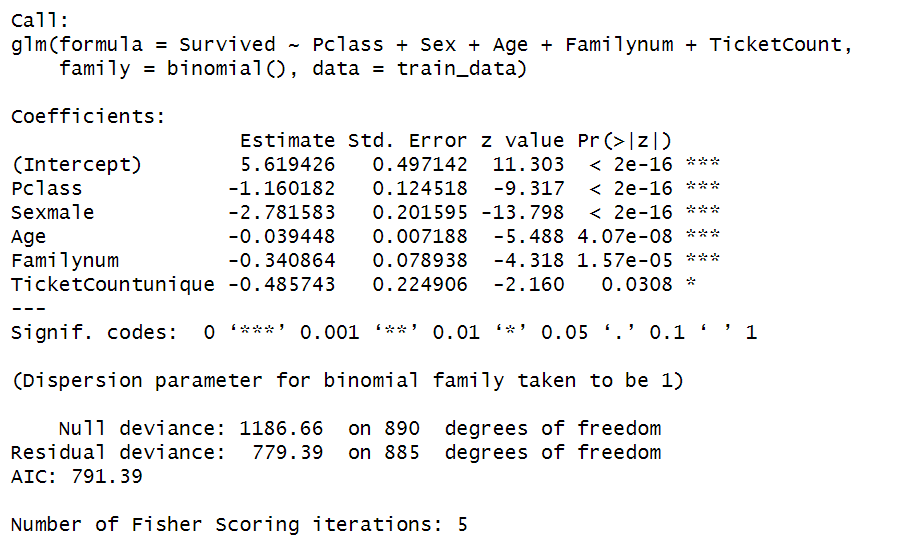 Call:
glm(formula = Survived ~ Pclass + Sex + Age + Familynum + TicketCount,
    family = binomial(), data = train_data)

Coefficients:
                   Estimate Std. Error z value Pr(>|z|)
(Intercept)        5.619426   0.497142  11.303  < 2e-16 ***
Pclass            -1.160182   0.124518  -9.317  < 2e-16 ***
Sexmale           -2.781583   0.201595 -13.798  < 2e-16 ***
Age               -0.039448   0.007188  -5.488 4.07e-08 ***
Familynum         -0.340864   0.078938  -4.318 1.57e-05 ***
TicketCountunique -0.485743   0.224906  -2.160   0.0308 *
---
Signif. codes:  0 ‘***’ 0.001 ‘**’ 0.01 ‘*’ 0.05 ‘.’ 0.1 ‘ ’ 1

(Dispersion parameter for binomial family taken to be 1)

    Null deviance: 1186.66  on 890  degrees of freedom
Residual deviance:  779.39  on 885  degrees of freedom
AIC: 791.39

Number of Fisher Scoring iterations: 5